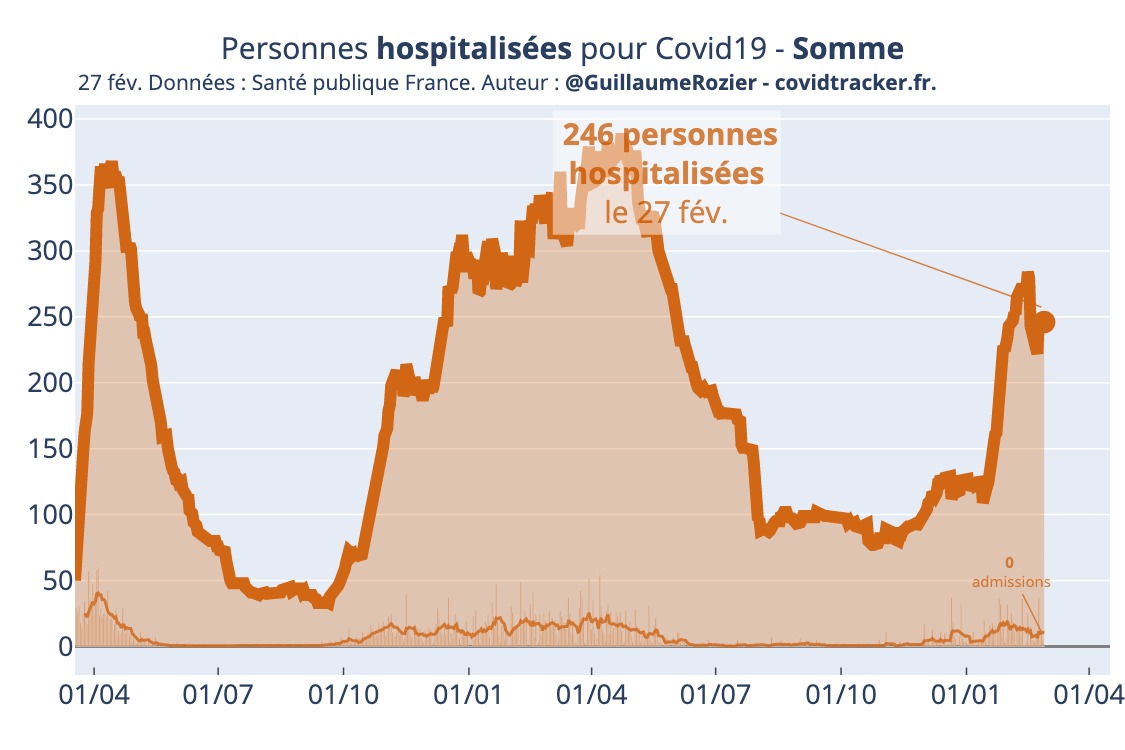 Personnes hospitalisées pour Covid19 - Somme
27 fév. Données : Santé publique France. Auteur : @GuillaumeRozier - covidtracker.fr.
400
350
300
250
200
150
100
50
0
246 personnes
hospitalisées
le 27 fév.
0
admissions
01/04 01/07 01/10 01/01 01/04 01/07 01/10 01/01 01/04